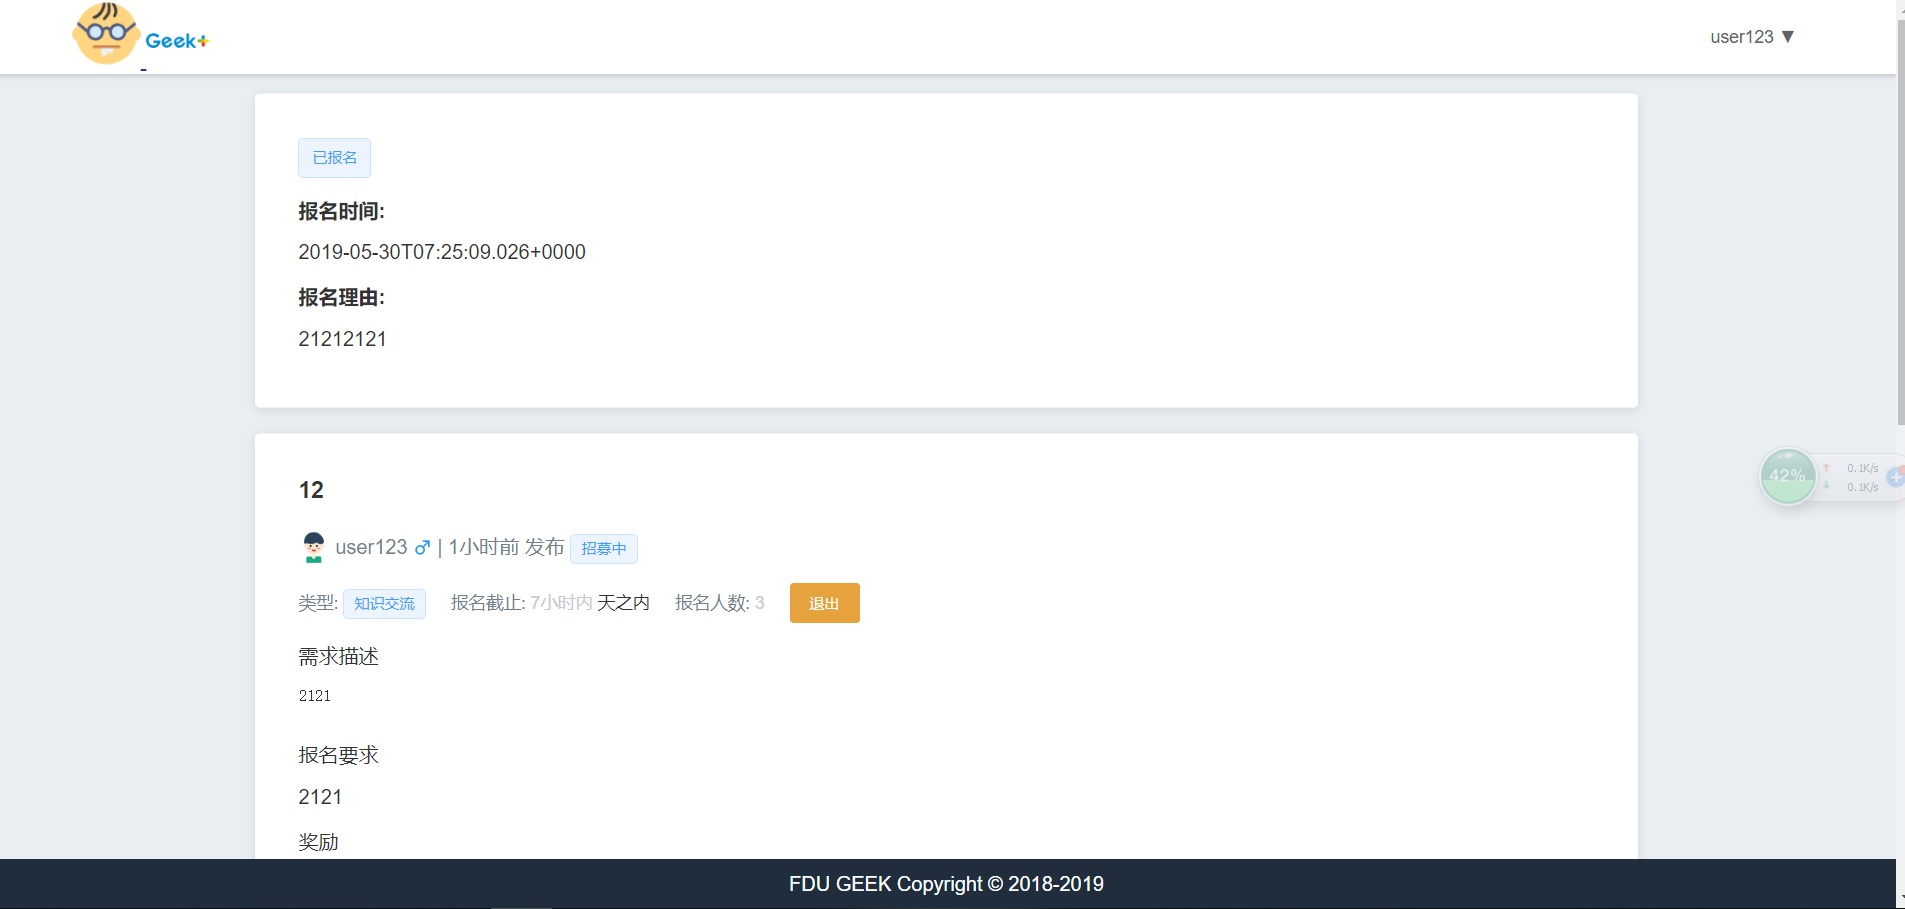 Geek+
user123 ▼
已报名
报名时间:
2019-05-30T07:25:09.026+0000
报名理由:
21212121
12
user123 ♂ | 1小时前 发布 招募中
类型: 知识交流 报名截止: 7小时内 天之内 报名人数: 3 退出
需求描述
2121
报名要求
2121
奖励
42%
↑ 0.1K/s
↓ 0.1K/s
FDU GEEK Copyright © 2018-2019